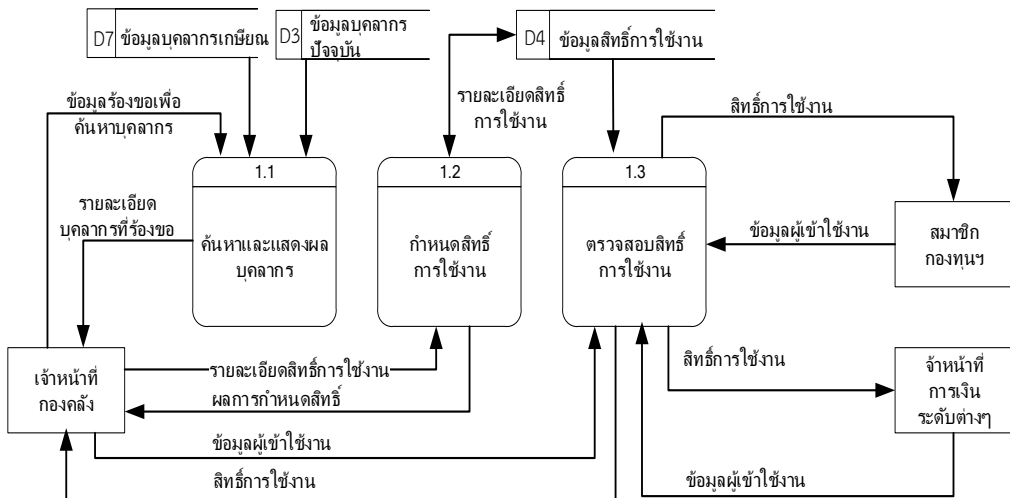 D7 ข้อมูลบุคลากรเกษียณ
D3 ข้อมูลบุคลากร
ปัจจุบัน
D4 ข้อมูลสิทธิ์การใช้งาน
ข้อมูลร้องขอเพื่อ
ค้นหาบุคลากร
รายละเอียดสิทธิ์
การใช้งาน
สิทธิ์การใช้งาน
1.1
ค้นหาและแสดงผล
บุคลากร
1.2
กำหนดสิทธิ์
การใช้งาน
1.3
ตรวจสอบสิทธิ์
การใช้งาน
รายละเอียด
บุคลากรที่ร้องขอ
ข้อมูลผู้เข้าใช้งาน
สมาชิก
กองทุนฯ
เจ้าหน้าที่
กองคลัง
รายละเอียดสิทธิ์การใช้งาน
ผลการกำหนดสิทธิ์
สิทธิ์การใช้งาน
จ้าหน้าที่
การเงิน
ระดับต่างๆ
ข้อมูลผู้เข้าใช้งาน
สิทธิ์การใช้งาน
ข้อมูลผู้เข้าใช้งาน